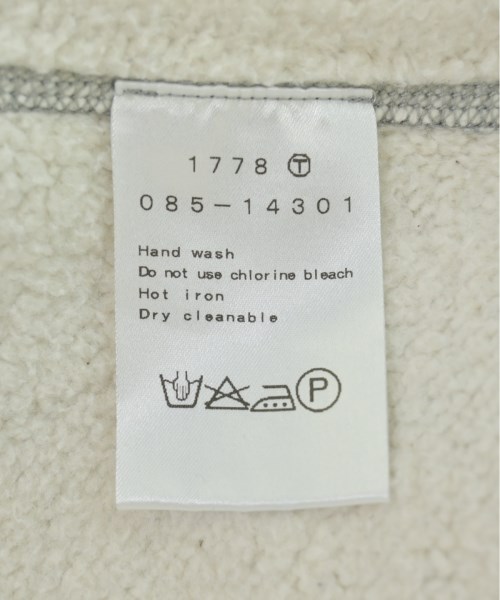 1778 Ⓣ
085-14301
Hand wash
Do not use chlorine bleach
Hot iron
Dry cleanable
P